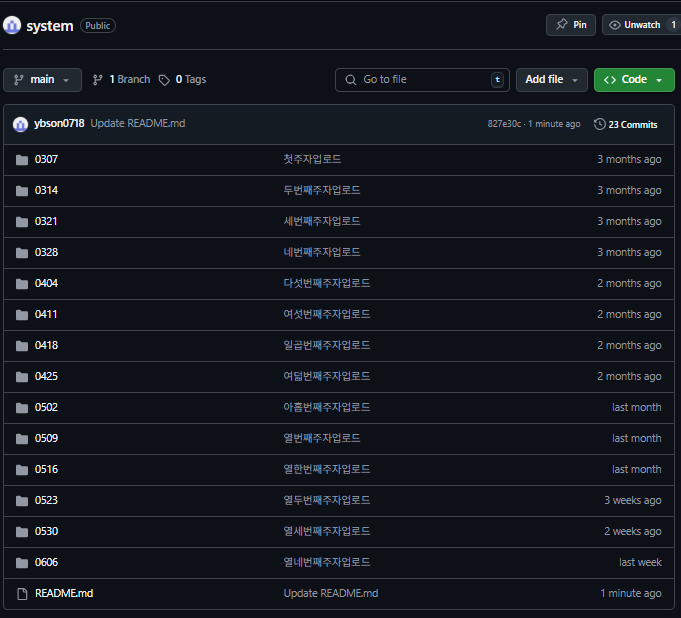 system Public Pin Unwatch 1
main 1 Branch 0 Tags Go to file t Add file Code
ybson0718 Update README.md 827e30c · 1 minute ago 23 Commits
0307 첫주자업로드 3 months ago
0314 두번째주자업로드 3 months ago
0321 세번째주자업로드 3 months ago
0328 네번째주자업로드 3 months ago
0404 다섯번째주자업로드 2 months ago
0411 여섯번째주자업로드 2 months ago
0418 일곱번째주자업로드 2 months ago
0425 여덟번째주자업로드 2 months ago
0502 아홉번째주자업로드 last month
0509 열번째주자업로드 last month
0516 열한번째주자업로드 last month
0523 열두번째주자업로드 3 weeks ago
0530 열세번째주자업로드 2 weeks ago
0606 열네번째주자업로드 last week
README.md Update README.md 1 minute ago